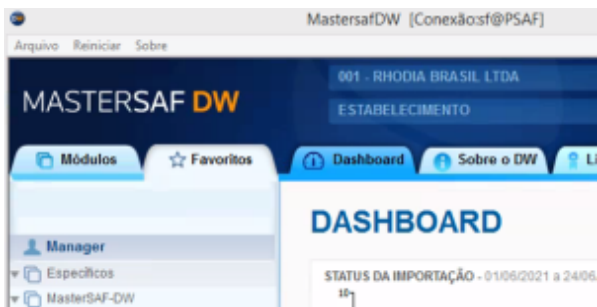 MastersafDW [Conexão:sf@PSAF]
Arquivo Reiniciar Sobre
001 - RHODIA BRASIL LTDA
MASTERSAF DW
ESTABELECIMENTO
Módulos Favoritos Dashboard Sobre o DW Li
DASHBOARD
Manager
Específicos
STATUS DA IMPORTAÇÃO - 01/06/2021 a 24/06
MasterSAF-DW
10